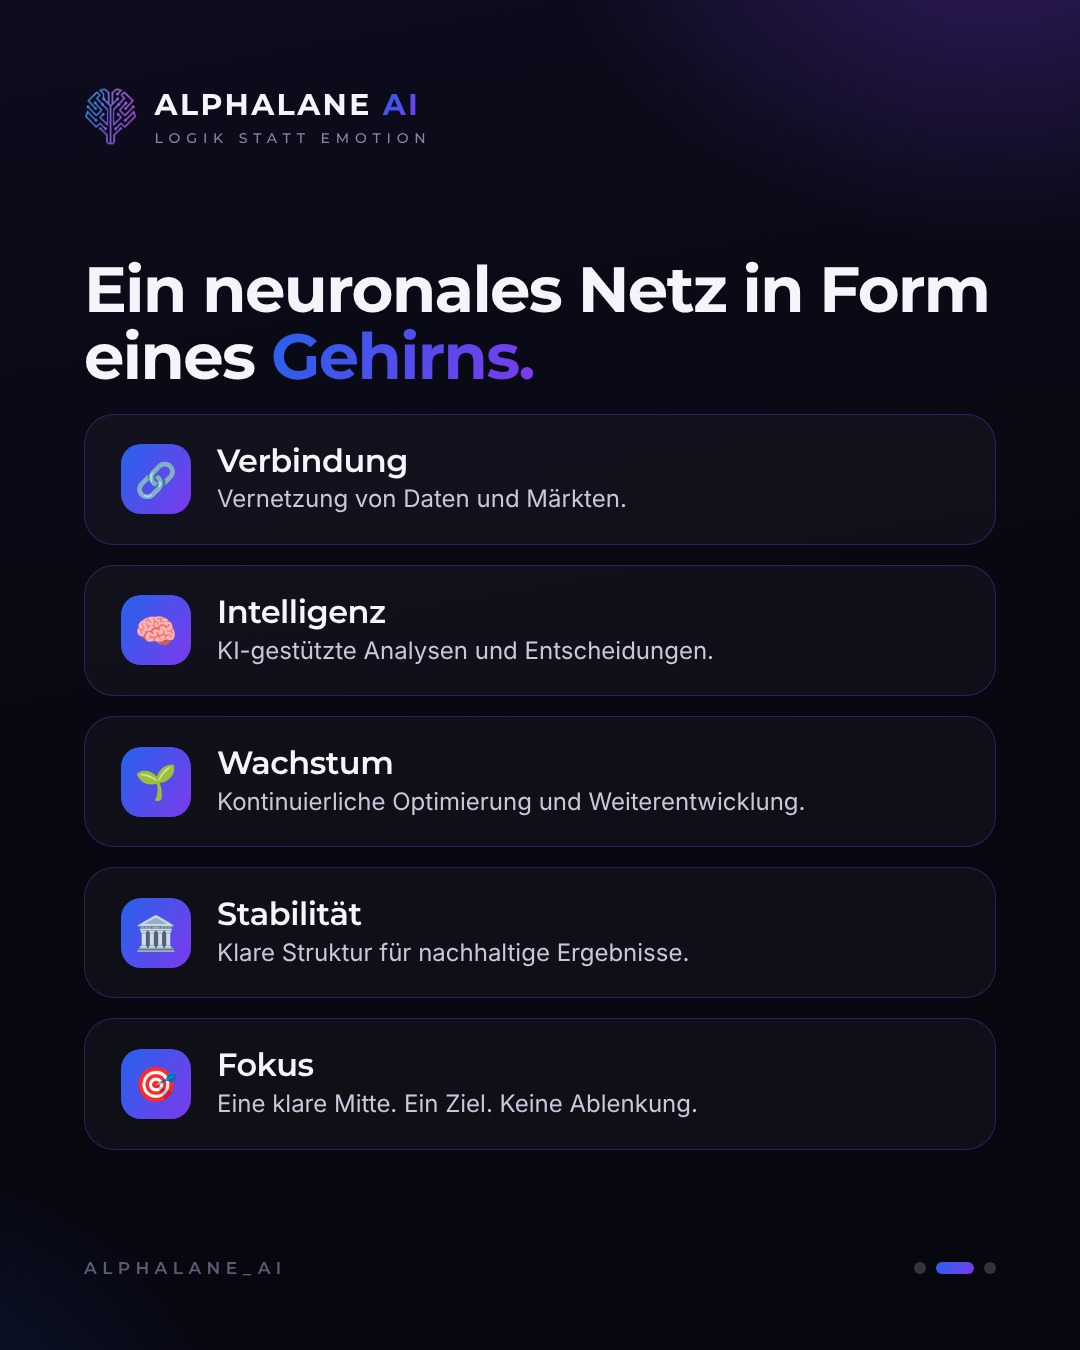 ALPHALANE AI
LOGIK STATT EMOTION
Ein neuronales Netz in Form
eines Gehirns.
Verbindung
Vernetzung von Daten und Märkten.
Intelligenz
KI-gestützte Analysen und Entscheidungen.
Wachstum
Kontinuierliche Optimierung und Weiterentwicklung.
Stabilität
Klare Struktur für nachhaltige Ergebnisse.
Fokus
Eine klare Mitte. Ein Ziel. Keine Ablenkung.
ALPHALANE_AI